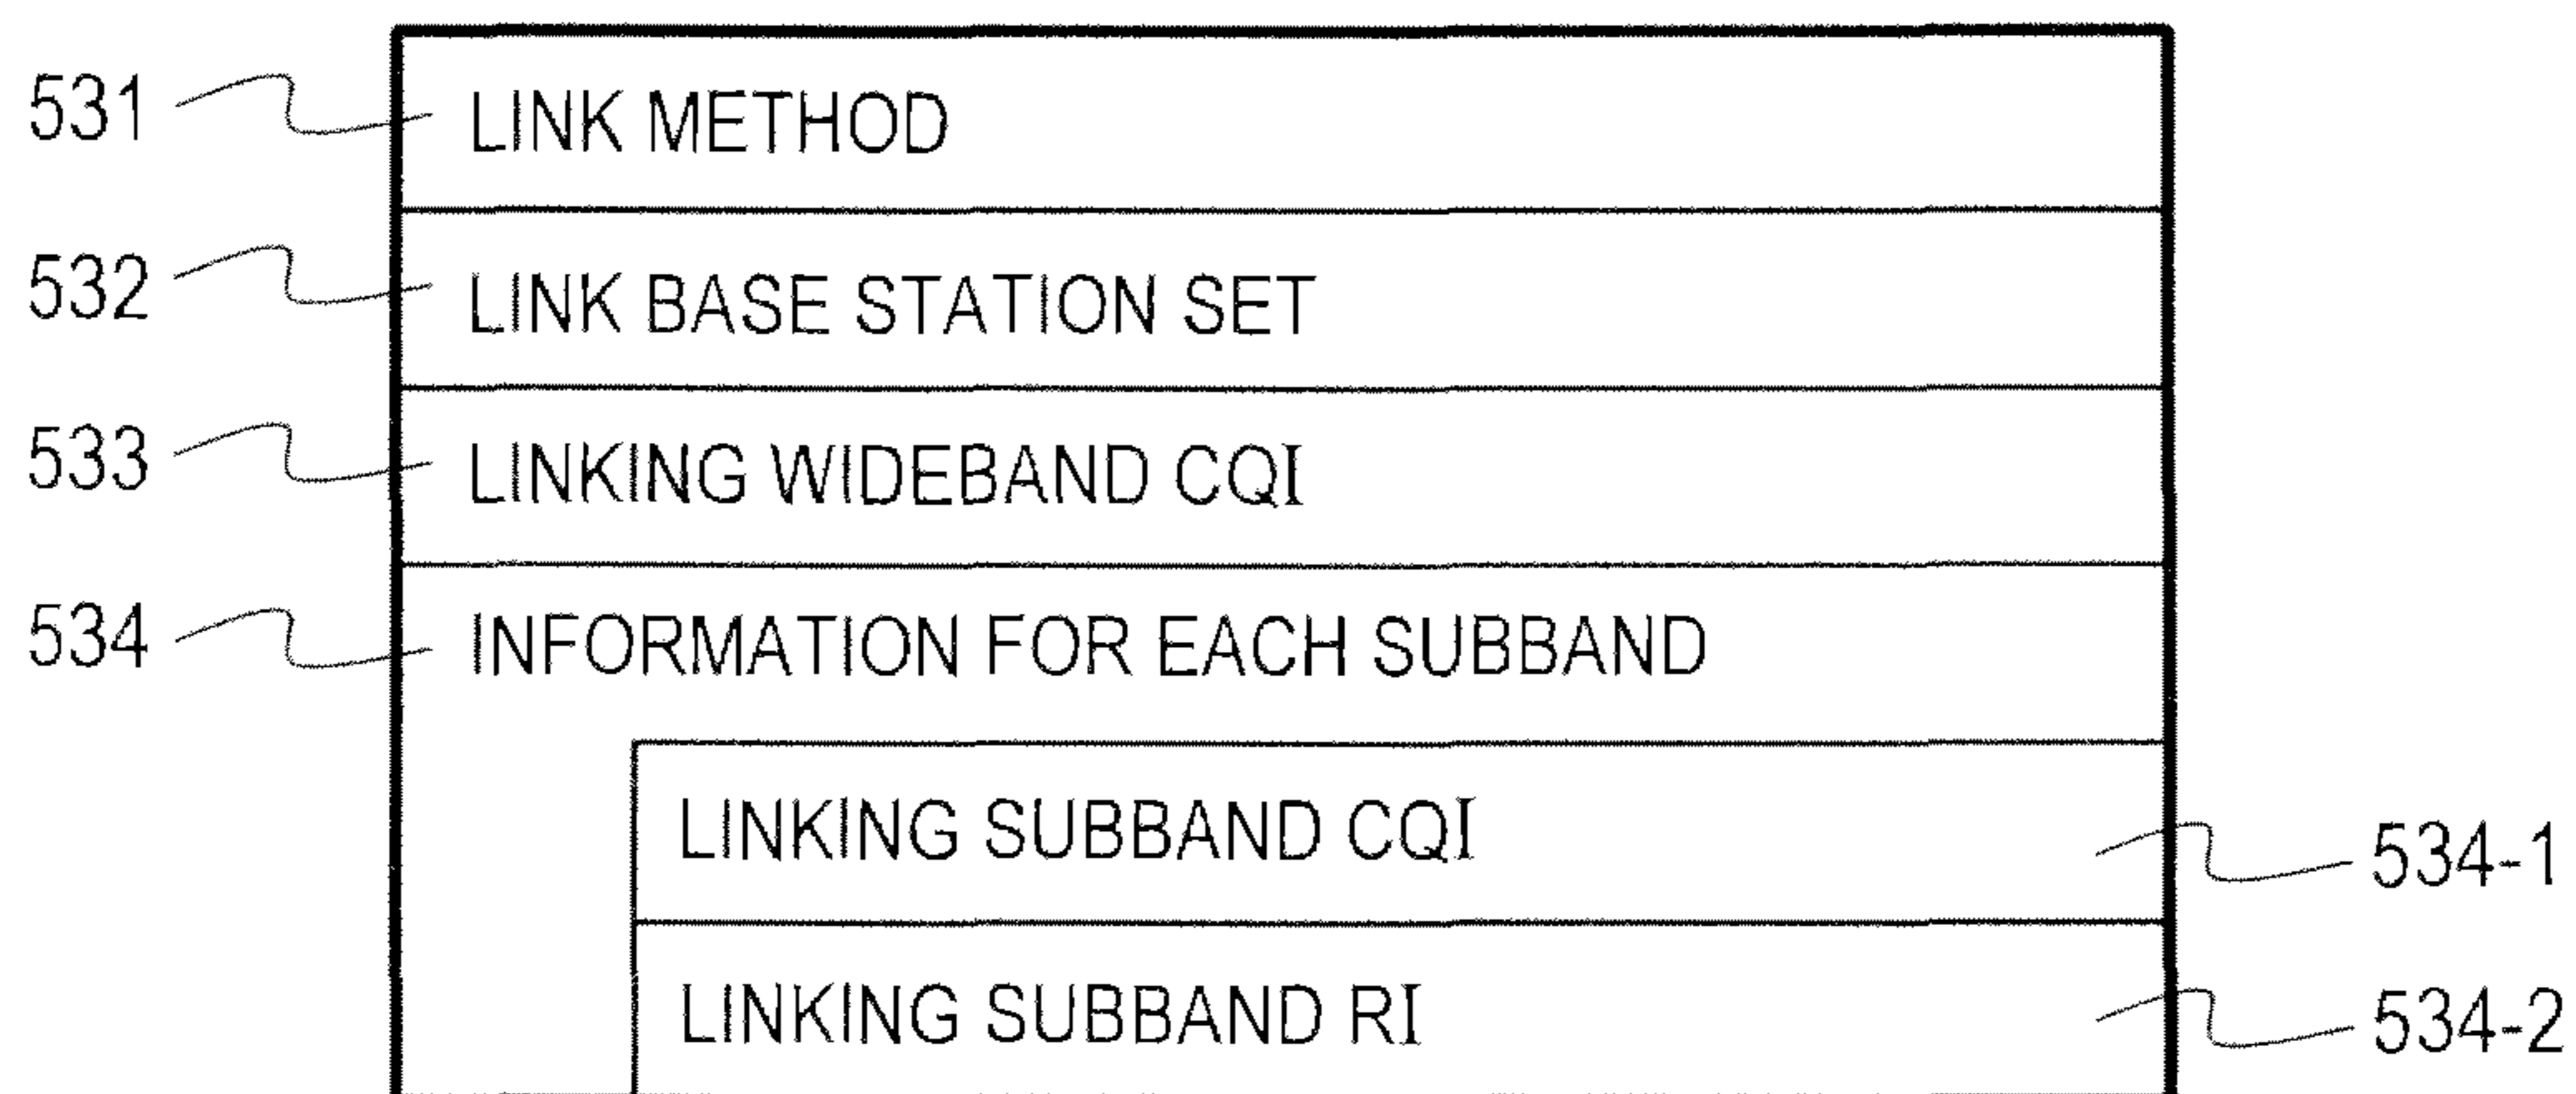 531 LINK METHOD
532 LINK BASE STATION SET
533 LINKING WIDEBAND CQI
534 INFORMATION FOR EACH SUBBAND
LINKING SUBBAND CQI 534-1
LINKING SUBBAND RI 534-2